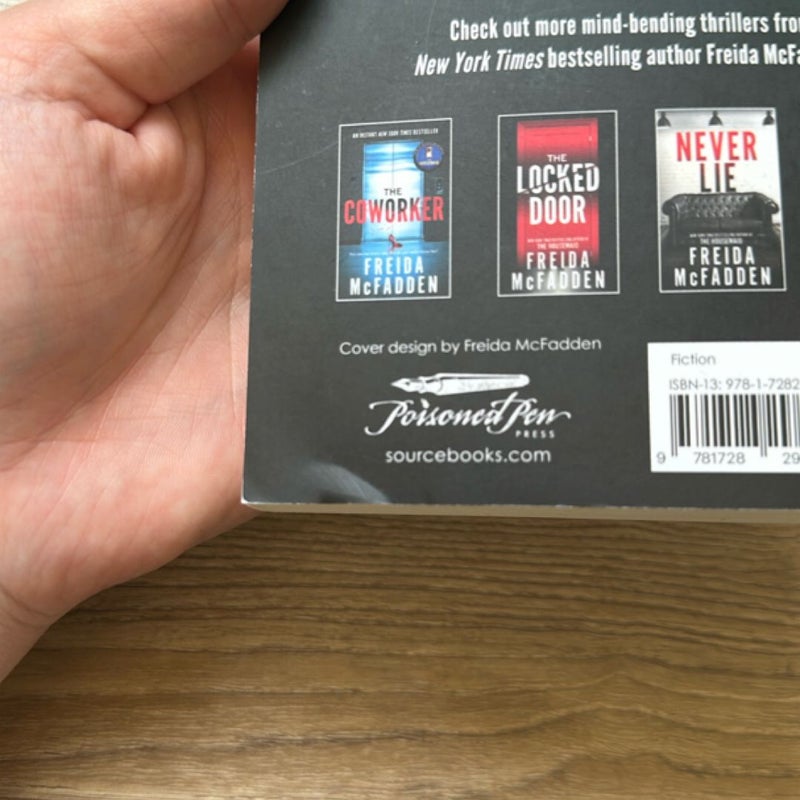 Check out more mind-bending thrillers
New York Times bestselling author Freida
AN INSTANT NEW YORK TIMES BESTSELLER
THE
COWORKER
FREIDA
McFADDEN
THE
LOCKED
DOOR
THE HOUSEMAID
FREIDA
McFADDEN
NEVER
LIE
THE HOUSEMAID
FREIDA
McFADDEN
Cover design by Freida McFadden
Poisoned Pen
PRESS
sourcebooks.com
Fiction
ISBN-13: 978-1-7282
9 781728 29